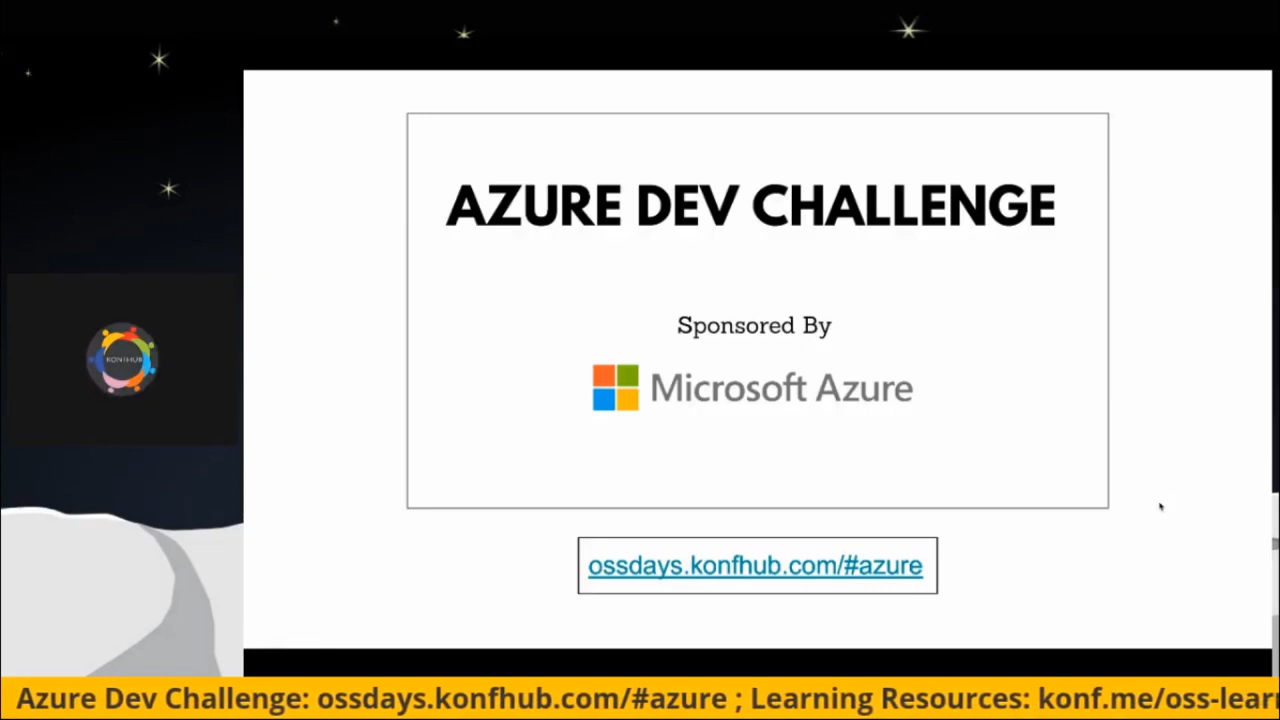 AZURE DEV CHALLENGE
Sponsored By
Microsoft Azure
KONFHUB
ossdays.konfhub.com/#azure
Azure Dev Challenge: ossdays.konfhub.com/#azure ; Learning Resources: konf.me/oss-lear